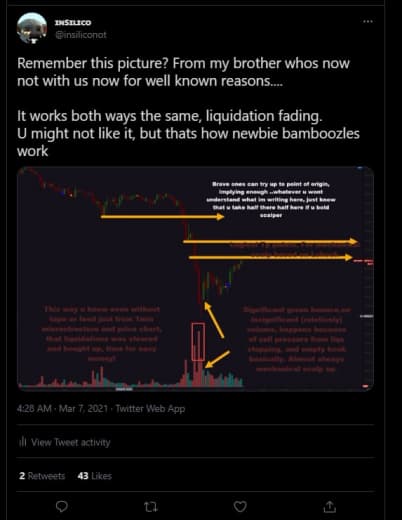 INSILICO
@insiliconot
Remember this picture? From my brother whos now
not with us now for well known reasons....
It works both ways the same, liquidation fading.
U might not like it, but thats how newbie bamboozles
work
Brave ones can try up to point of origin,
implying enough ..whatever u wont
understand what im writing here, just know
that u take half there half here if u bold
scalper
This way u know even without
tape or feed just from 1min
microstructure and price chart,
that liquidations was cleared
and bought up, time for easy
money!
Significant green bounce on
insignificant (relatively)
volume, happens because
of sell pressure from liqs
stopping, and empty book
basically. Almost always
mechanical scalp up
4:28 AM · Mar 7, 2021 · Twitter Web App
View Tweet activity
2 Retweets 43 Likes